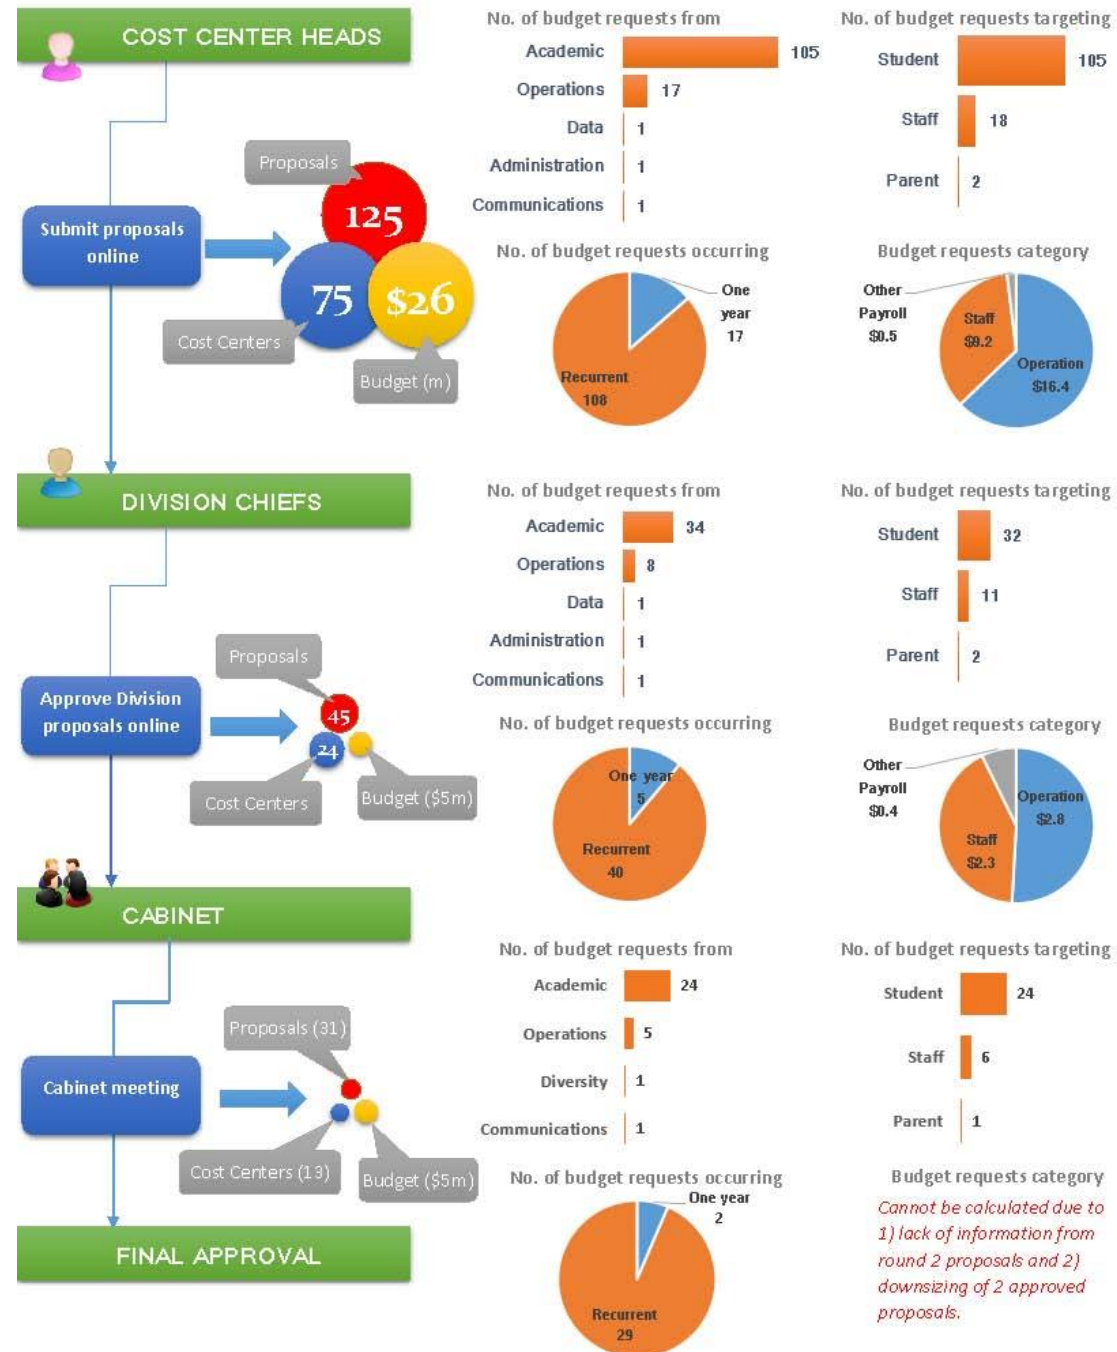 COST CENTER HEADS
No. of budget requests from
Academic 105
Operations 17
Data 1
Administration 1
Communications 1
No. of budget requests targeting
Student 105
Staff 18
Parent 2
Proposals
125
Submit proposals
online
75
$26
Cost Centers
Budget (m)
No. of budget requests occurring
One
year
17
Recurrent
108
Budget requests category
Other
Payroll
$0.5
Staff
$9.2
Operation
$16.4
DIVISION CHIEFS
No. of budget requests from
Academic 34
Operations 8
Data 1
Administration 1
Communications 1
No. of budget requests targeting
Student 32
Staff 11
Parent 2
Proposals
Approve Division
proposals online
45
24
Cost Centers
Budget ($5m)
No. of budget requests occurring
One year
5
Recurrent
40
Budget requests category
Other
Payroll
$0.4
Operation
$2.8
Staff
$2.3
CABINET
No. of budget requests from
Academic 24
Operations 5
Diversity 1
Communications 1
No. of budget requests targeting
Student 24
Staff 6
Parent 1
Proposals (31)
Cabinet meeting
Cost Centers (13)
Budget ($5m)
No. of budget requests occurring
One year
2
Recurrent
29
Budget requests category
Cannot be calculated due to
1) lack of information from
round 2 proposals and 2)
downsizing of 2 approved
proposals.
FINAL APPROVAL